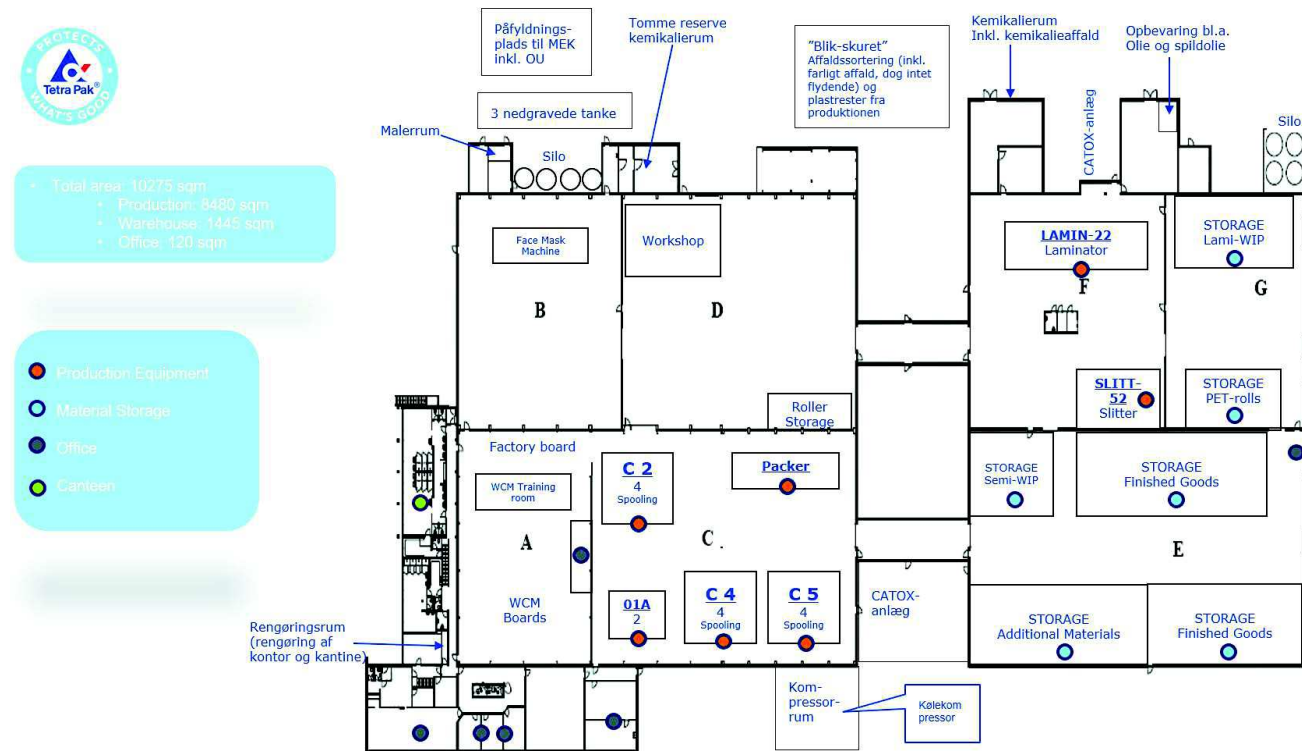 PROTECTS
Tetra Pak®
WHAT'S GOOD
Påfyldnings-
plads til MEK
inkl. OU
Tomme reserve
kemikalierum
"Blik-skuret"
Affaldssortering (inkl.
farligt affald, dog intet
flydende) og
plastrester fra
produktionen
Kemikalierum
Inkl. kemikalieaffald
Opbevaring bl.a.
Olie og spildolie
3 nedgravede tanke
Malerrum
Silo
CATOX-anlæg
Silo
• Total area: 10275 sqm
• Production: 8480 sqm
• Warehouse: 1445 sqm
• Office: 120 sqm
Face Mask
Machine
Workshop
LAMIN-22
Laminator
STORAGE
Lami-WIP
B
D
F
G
Production Equipment
Material Storage
Office
Canteen
SLITT-
52
Slitter
STORAGE
PET-rolls
Roller
Storage
Factory board
C 2
4
Spooling
Packer
STORAGE
Semi-WIP
STORAGE
Finished Goods
WCM Training
room
A
C .
E
WCM
Boards
01A
2
C 4
4
Spooling
C 5
4
Spooling
CATOX-
anlæg
STORAGE
Additional Materials
STORAGE
Finished Goods
Rengøringsrum
(rengøring af
kontor og kantine)
Kom-
pressor-
rum
Kølekom
pressor